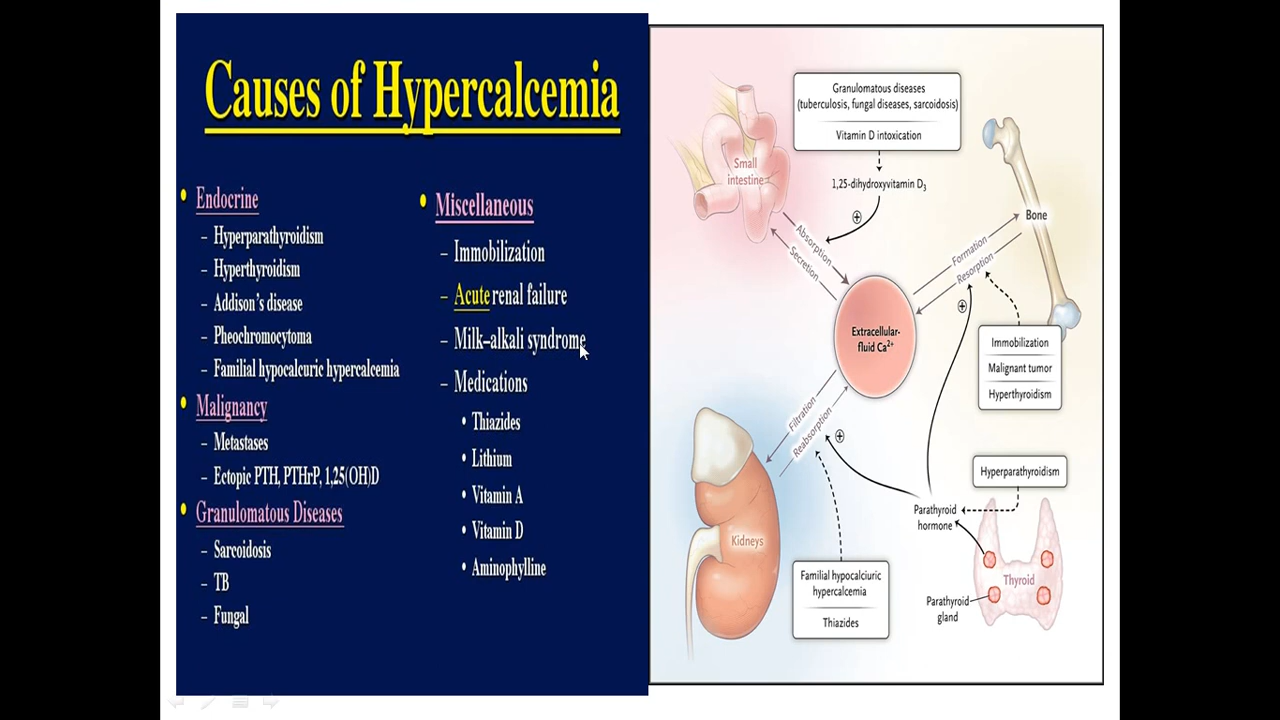 Causes of Hypercalcemia
• Endocrine
– Hyperparathyroidism
– Hyperthyroidism
– Addison's disease
– Pheochromocytoma
– Familial hypocalcuric hypercalcemia
• Malignancy
– Metastases
– Ectopic PTH, PTHrP, 1,25(OH)D
• Granulomatous Diseases
– Sarcoidosis
– TB
– Fungal
• Miscellaneous
– Immobilization
– Acute renal failure
– Milk–alkali syndrome
– Medications
• Thiazides
• Lithium
• Vitamin A
• Vitamin D
• Aminophylline
Granulomatous diseases
(tuberculosis, fungal diseases, sarcoidosis)
Vitamin D intoxication
1,25-dihydroxyvitamin D3
Small
intestine
Absorption
Secretion
Bone
Formation
Resorption
Extracellular-
fluid Ca2+
Immobilization
Malignant tumor
Hyperthyroidism
Filtration
Reabsorption
Hyperparathyroidism
Parathyroid
hormone
Kidneys
Familial hypocalciuric
hypercalcemia
Thiazides
Thyroid
Parathyroid
gland